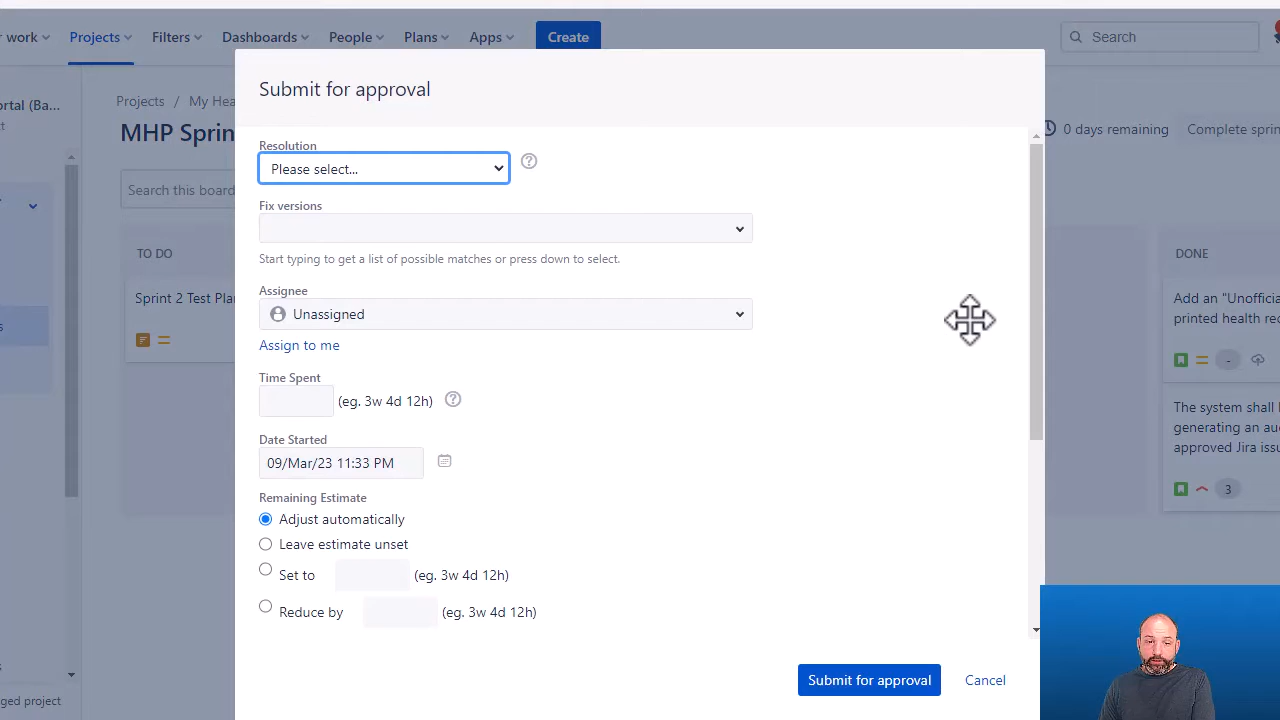 r work
Projects
Filters
Dashboards
People
Plans
Apps
Create
Search
ortal (Ba...
Projects / My Hea
MHP Sprin
0 days remaining
Complete sprin
Search this board
TO DO
Sprint 2 Test Pla
DONE
Add an "Unofficia
printed health rec
-
The system shall
generating an au
approved Jira issu
3
ged project
Submit for approval
Resolution
Please select...
Fix versions
Start typing to get a list of possible matches or press down to select.
Assignee
Unassigned
Assign to me
Time Spent
(eg. 3w 4d 12h)
Date Started
09/Mar/23 11:33 PM
Remaining Estimate
Adjust automatically
Leave estimate unset
Set to (eg. 3w 4d 12h)
Reduce by (eg. 3w 4d 12h)
Submit for approval
Cancel